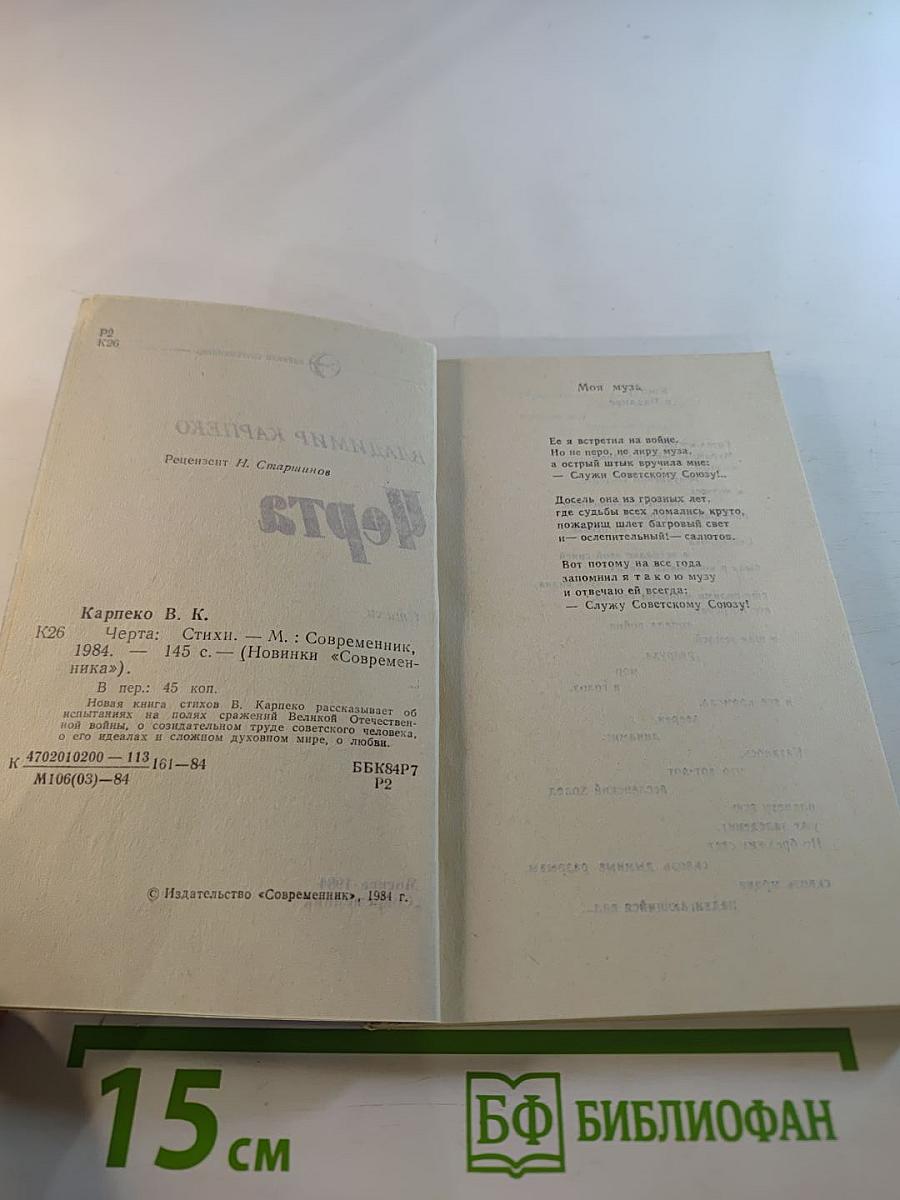 Р2
К26
ВЛАДИМИР КАРПЕКО
Рецензент Н. Старшинов
Черта
Карпеко В. К.
К26 Черта: Стихи. — М. : Современник,
1984. — 145 с. — (Новинки «Современ-
ника»).
В пер.: 45 коп.
Новая книга стихов В. Карпеко рассказывает об
испытаниях на полях сражений Великой Отечествен-
ной войны, о созидательном труде советского человека,
о его идеалах и сложном духовном мире, о любви.
К 4702010200 — 113 161—84
М106(03)—84
ББК84Р7
Р2
© Издательство «Современник», 1984 г.
Моя муза
Ее я встретил на войне.
Но не перо, не лиру муза,
а острый штык вручила мне:
— Служи Советскому Союзу!..
Досель она из грозных лет,
где судьбы всех ломались круто,
пожарищ шлет багровый свет
и— ослепительный!— салютов.
Вот потому на все года
запомнил я такою музу
и отвечаю ей всегда:
— Служу Советскому Союзу!
15 см
БФ БИБЛИОФАН